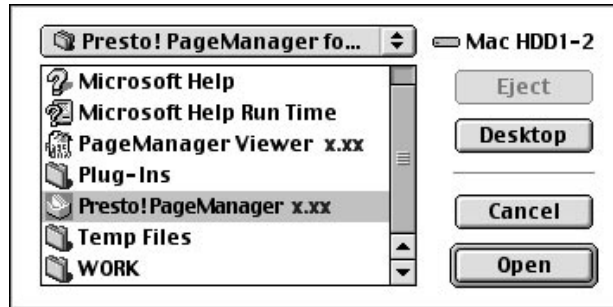 Presto! PageManager fo...
Mac HDD1-2
Microsoft Help
Microsoft Help Run Time
PageManager Viewer x.xx
Plug-Ins
Presto! PageManager x.xx
Temp Files
WORK
Eject
Desktop
Cancel
Open